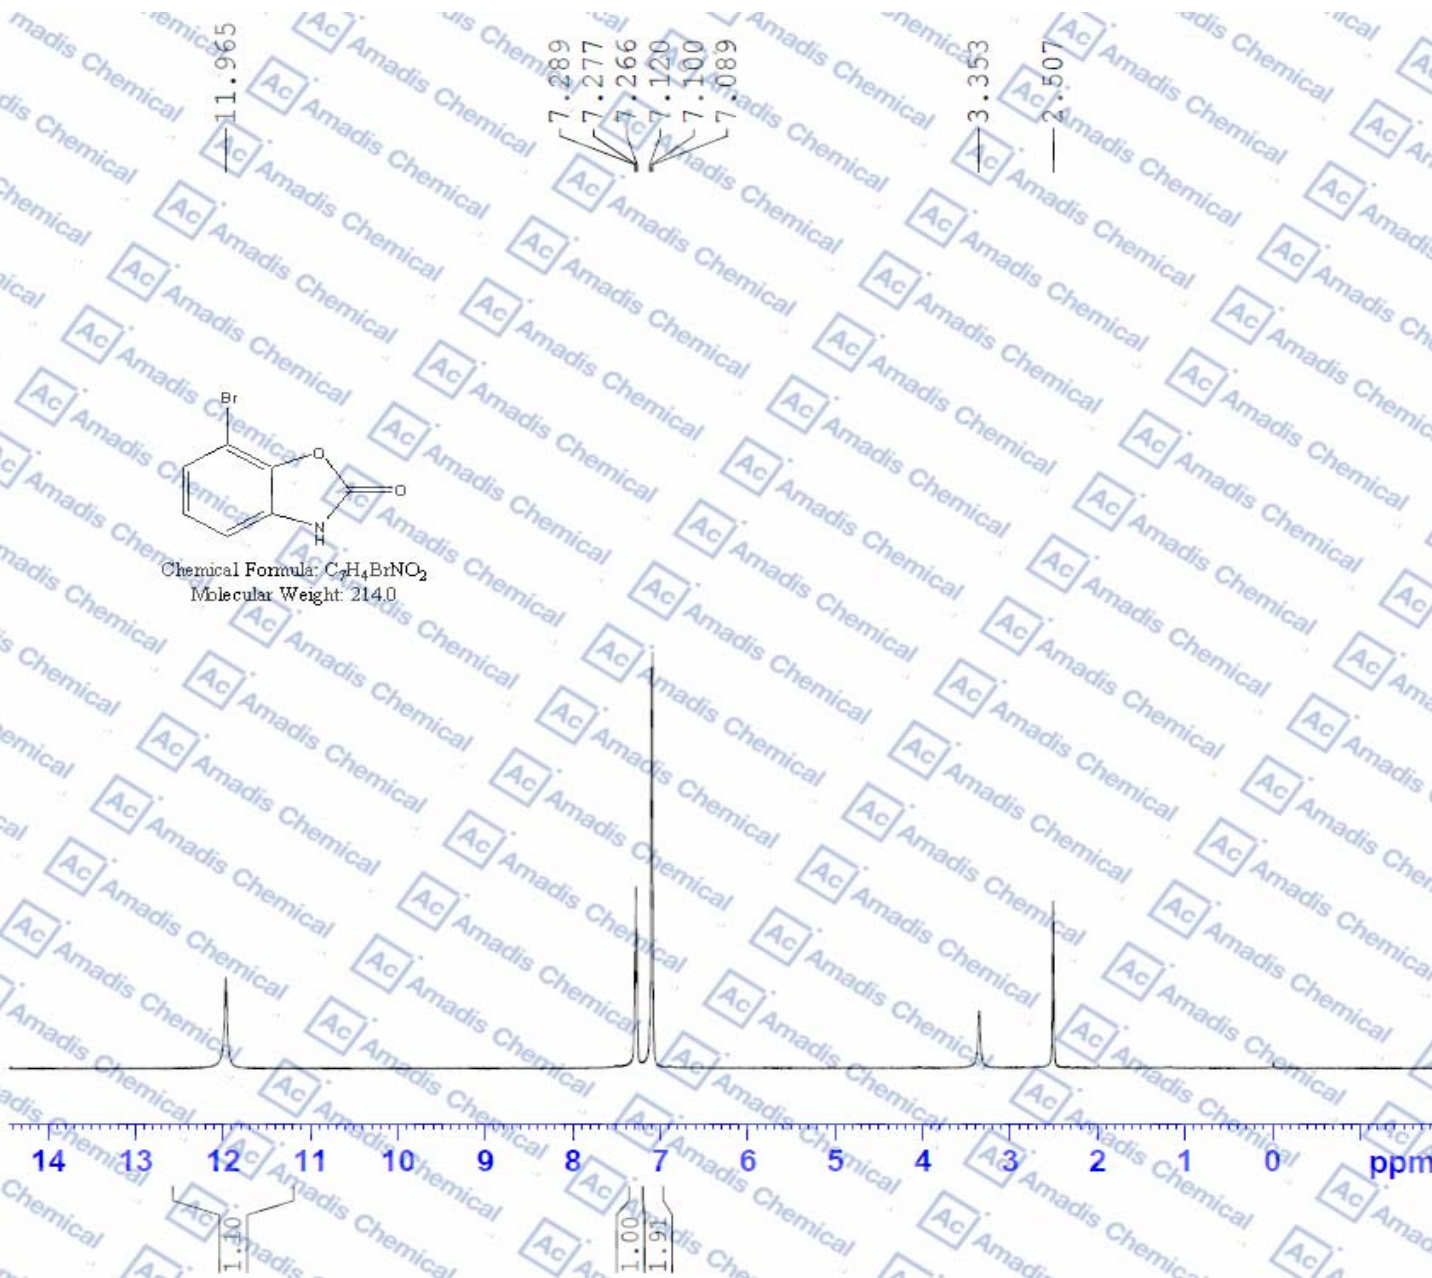 11.965
7.289
7.277
7.266
7.120
7.100
7.089
3.353
2.507
Br
O
O
N
H
Chemical Formula: C₇H₄BrNO₂
Molecular Weight: 214.0
14 13 12 11 10 9 8 7 6 5 4 3 2 1 0 ppm
1.10
1.00
1.91
Ac Amadis Chemical